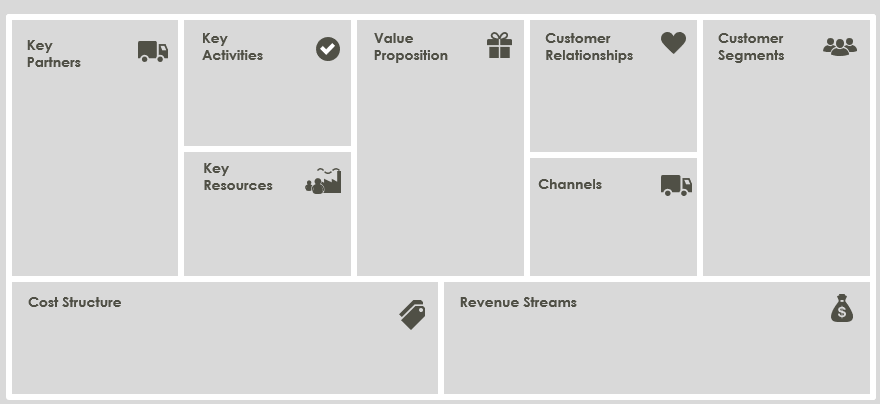 Key
Partners
Key
Activities
Key
Resources
Value
Proposition
Customer
Relationships
Channels
Customer
Segments
Cost Structure
Revenue Streams
$